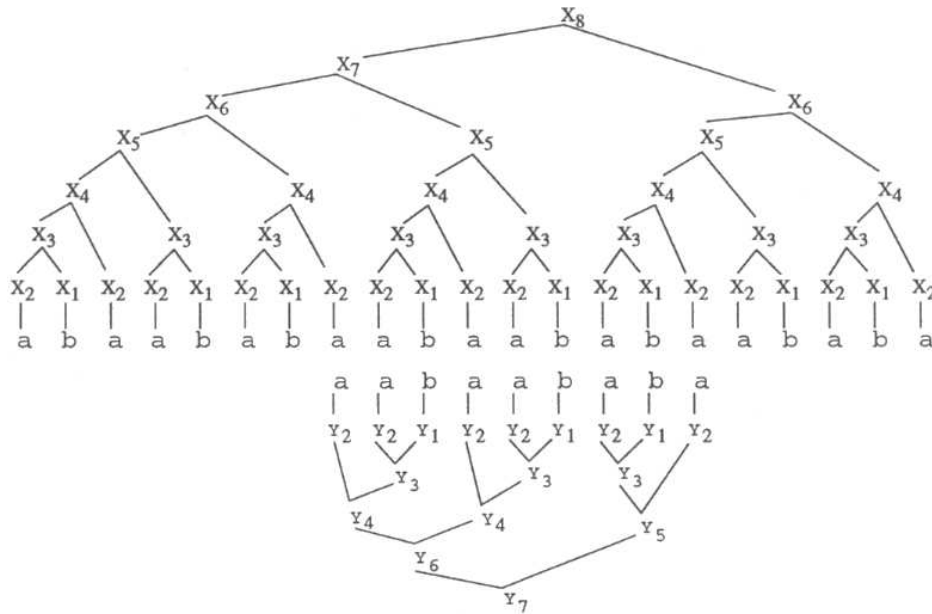 X₈
X₇
X₆ X₆
X₅ X₅ X₅
X₄ X₄ X₄ X₄ X₄
X₃ X₃ X₃ X₃ X₃ X₃ X₃ X₃
X₂ X₁ X₂ X₂ X₁ X₂ X₁ X₂ X₂ X₁ X₂ X₂ X₁ X₂ X₁ X₂ X₂ X₁ X₂ X₁ X₂
a b a a b a b a a b a a b a b a a b a b a
a a b a a b a b a
Y₂ Y₂ Y₁ Y₂ Y₂ Y₁ Y₂ Y₁ Y₂
Y₃ Y₃ Y₃
Y₄ Y₄ Y₅
Y₆
Y₇